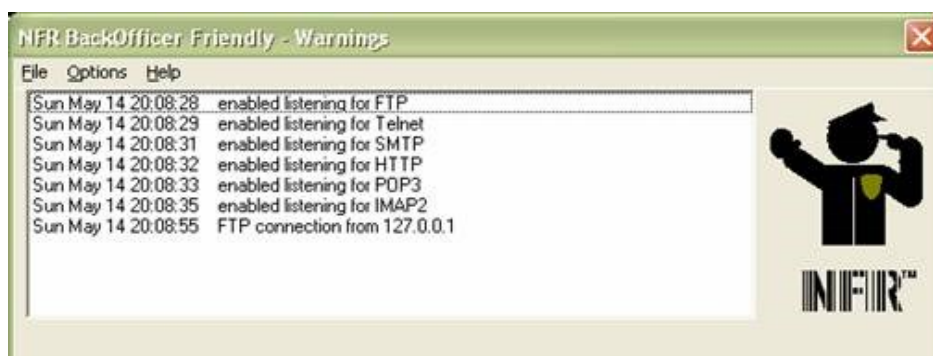 NFR BackOfficer Friendly - Warnings
File Options Help
Sun May 14 20:08:28 enabled listening for FTP
Sun May 14 20:08:29 enabled listening for Telnet
Sun May 14 20:08:31 enabled listening for SMTP
Sun May 14 20:08:32 enabled listening for HTTP
Sun May 14 20:08:33 enabled listening for POP3
Sun May 14 20:08:35 enabled listening for IMAP2
Sun May 14 20:08:55 FTP connection from 127.0.0.1
NFR™